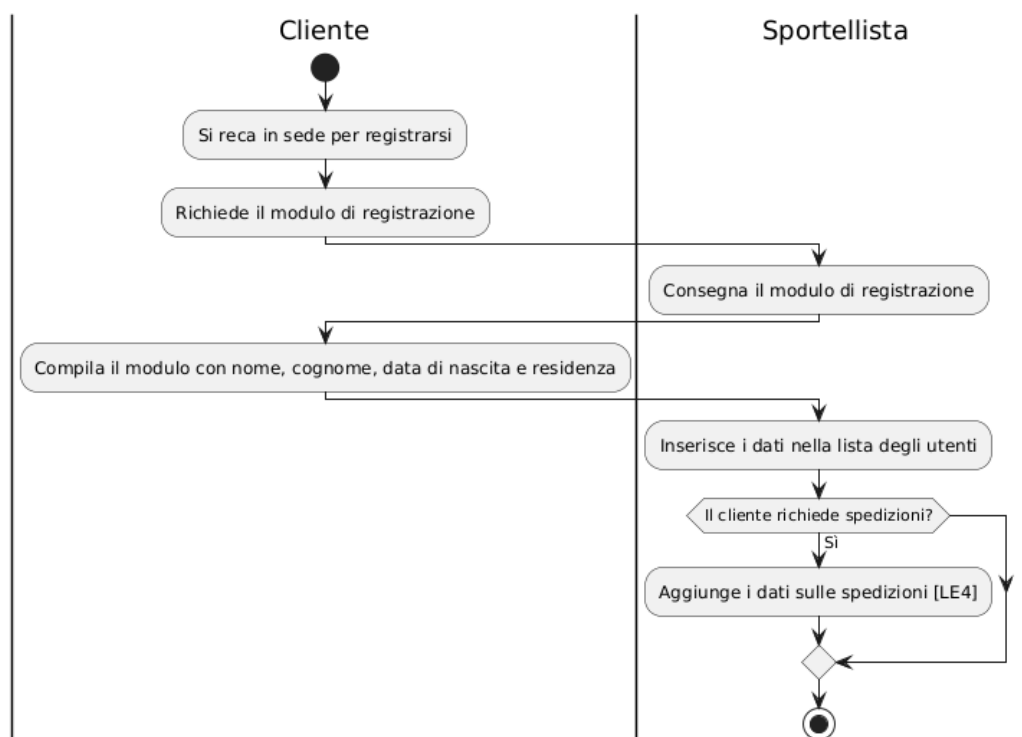 Cliente
Sportellista
Si reca in sede per registrarsi
Richiede il modulo di registrazione
Consegna il modulo di registrazione
Compila il modulo con nome, cognome, data di nascita e residenza
Inserisce i dati nella lista degli utenti
Il cliente richiede spedizioni?
Sì
Aggiunge i dati sulle spedizioni [LE4]